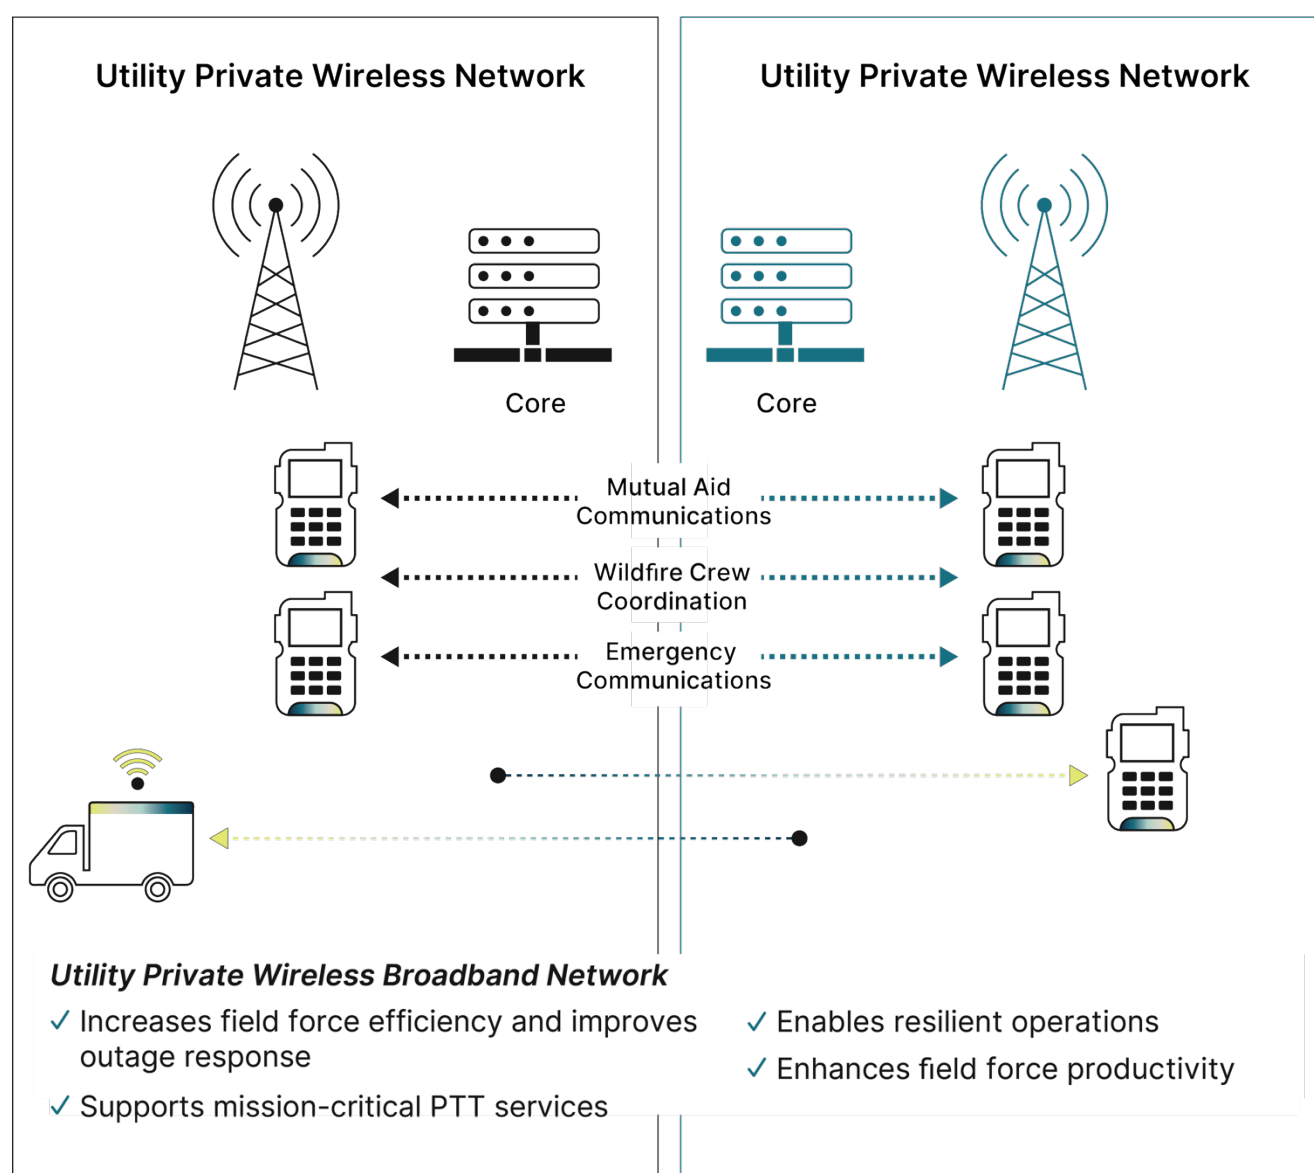 Utility Private Wireless Network
Utility Private Wireless Network
Core
Core
Mutual Aid
Communications
Wildfire Crew
Coordination
Emergency
Communications
Utility Private Wireless Broadband Network
✓ Increases field force efficiency and improves
outage response
✓ Supports mission-critical PTT services
✓ Enables resilient operations
✓ Enhances field force productivity